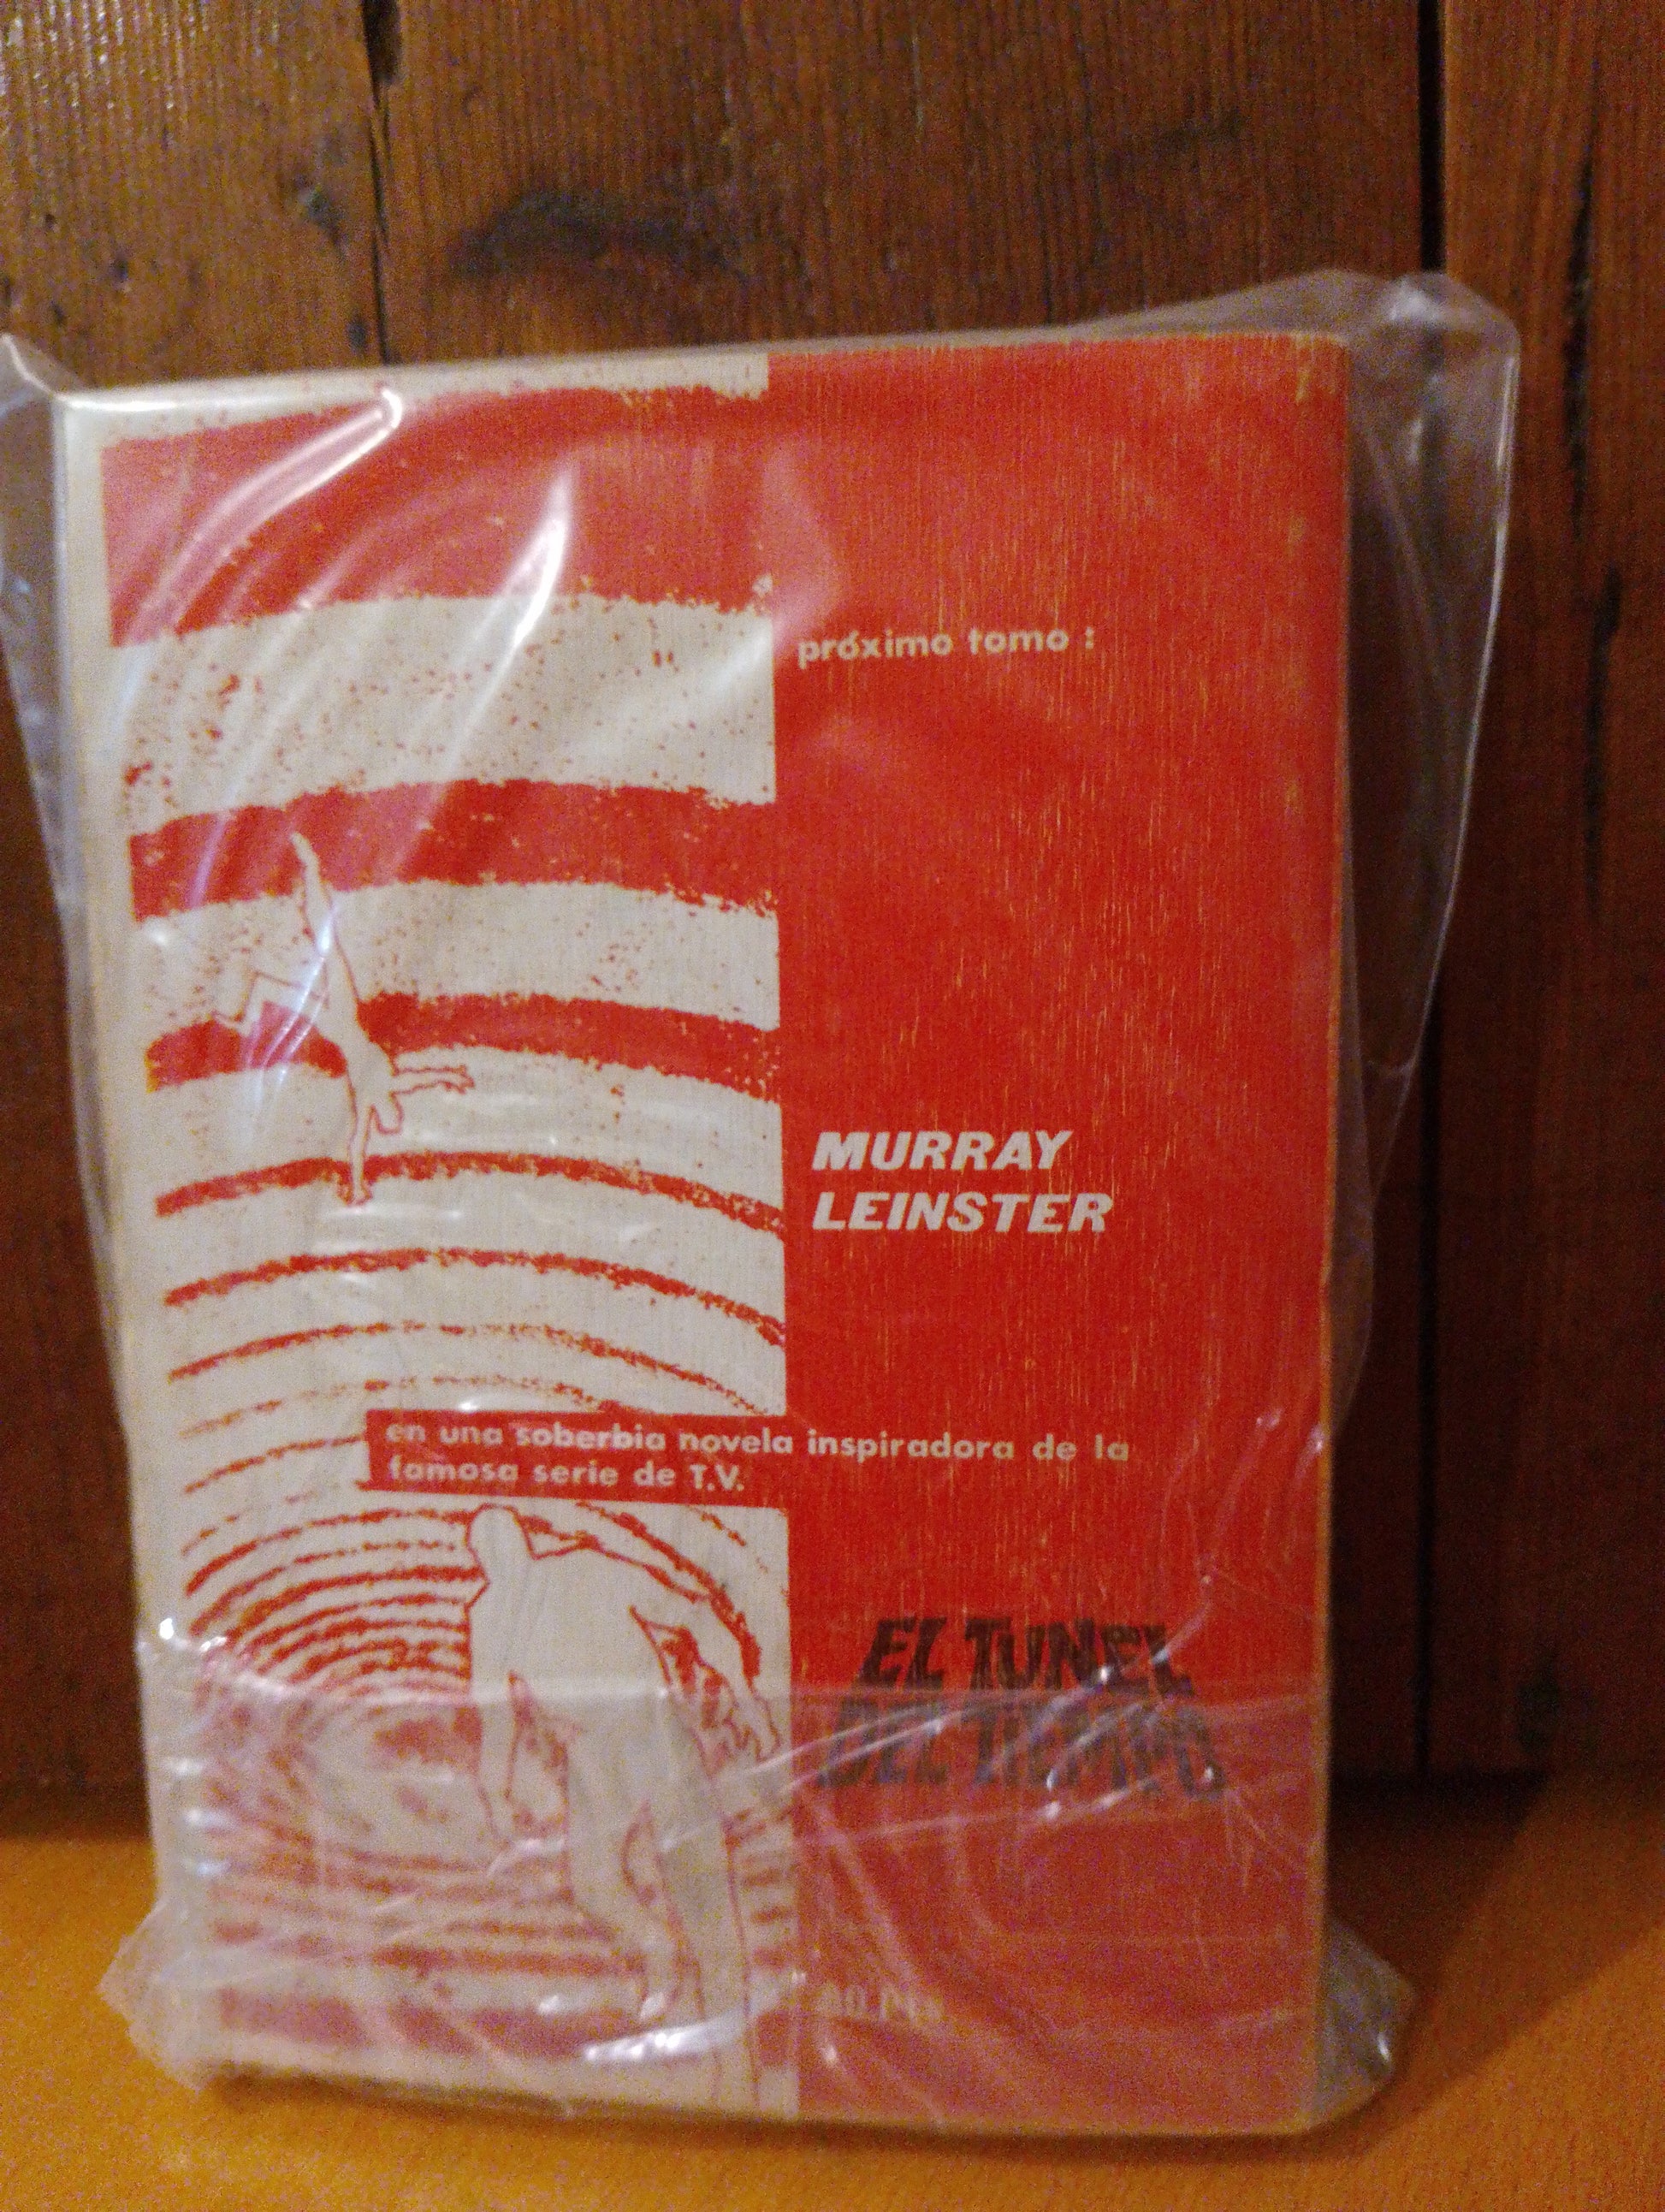 próximo tomo :
MURRAY
LEINSTER
en una soberbia novela inspiradora de la
famosa serie de T.V.
EL TUNEL
DEL TIEMPO